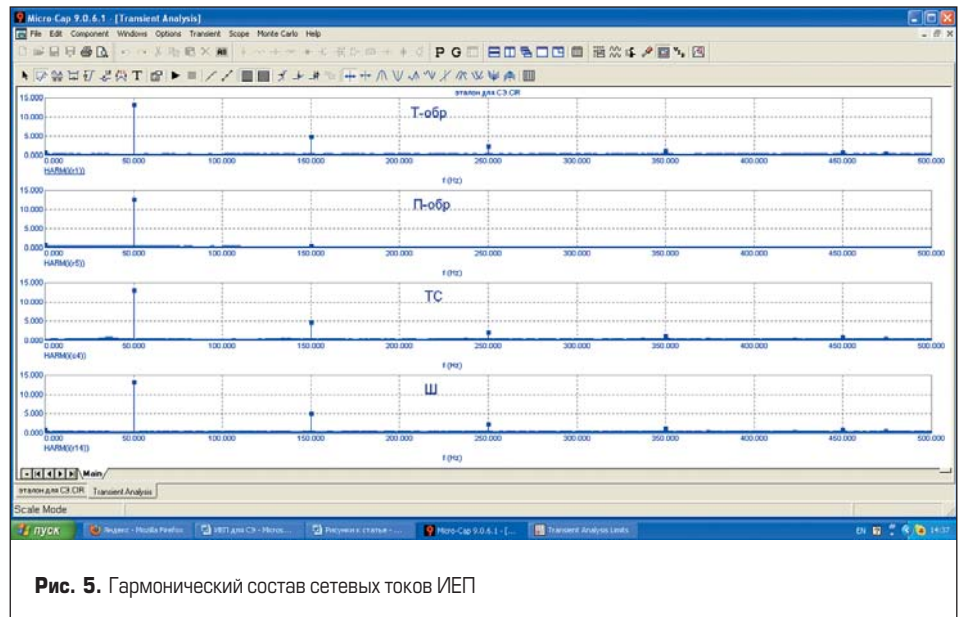 Micro-Cap 9.0.6.1 - [Transient Analysis]
File Edit Component Windows Options Transient Scope Monte Carlo Help
P G
T
эталон для СЭ.CIR
15.000
10.000
5.000
0.000
Т-обр
0.000 50.000 100.000 150.000 200.000 250.000 300.000 350.000 400.000 450.000 500.000
HARM(i(r1))
f (Hz)
15.000
10.000
5.000
0.000
П-обр
0.000 50.000 100.000 150.000 200.000 250.000 300.000 350.000 400.000 450.000 500.000
HARM(i(r5))
f (Hz)
15.000
10.000
5.000
0.000
ТС
0.000 50.000 100.000 150.000 200.000 250.000 300.000 350.000 400.000 450.000 500.000
f (Hz)
15.000
10.000
5.000
0.000
Ш
0.000 50.000 100.000 150.000 200.000 250.000 300.000 350.000 400.000 450.000 500.000
HARM(i(r14))
f (Hz)
Main
эталон для СЭ.CIR Transient Analysis
Scale Mode
пуск Яндекс - Mozilla Firefox ИЕП для СЭ - Micros... Рисунки к статье - ... Micro-Cap 9.0.6.1 - [... Transient Analysis Limits EN 14:37
Рис. 5. Гармонический состав сетевых токов ИЕП